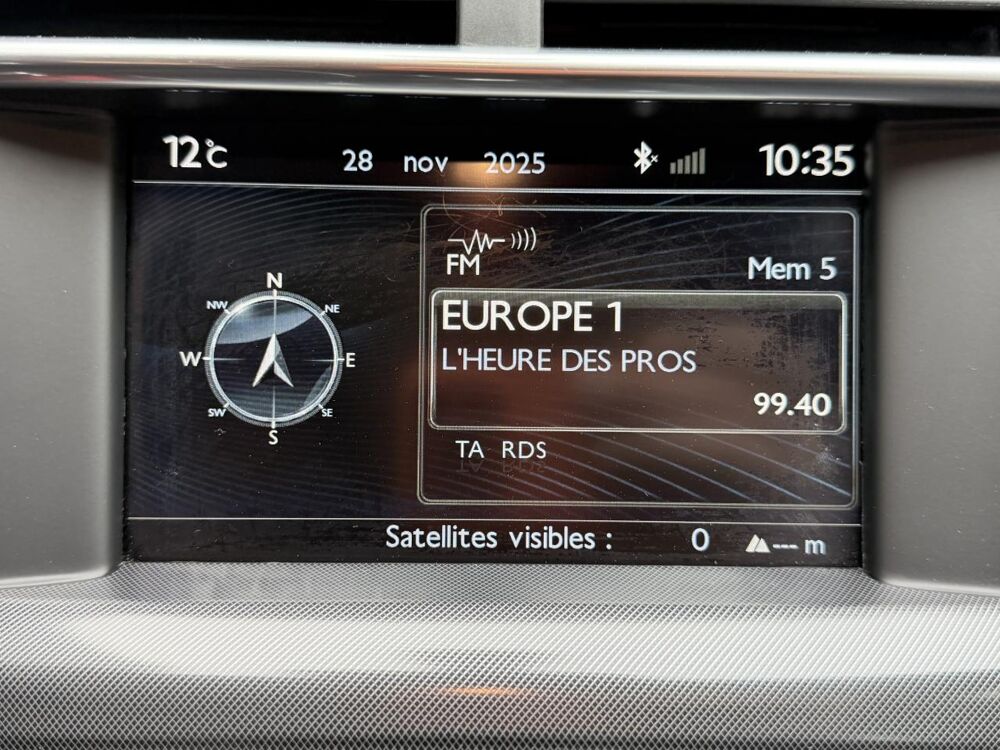 12°C 28 nov 2025 10:35
FM Mem 5
EUROPE 1
L'HEURE DES PROS
99.40
TA RDS
N
NW NE
W E
SW SE
S
Satellites visibles : 0 --- m